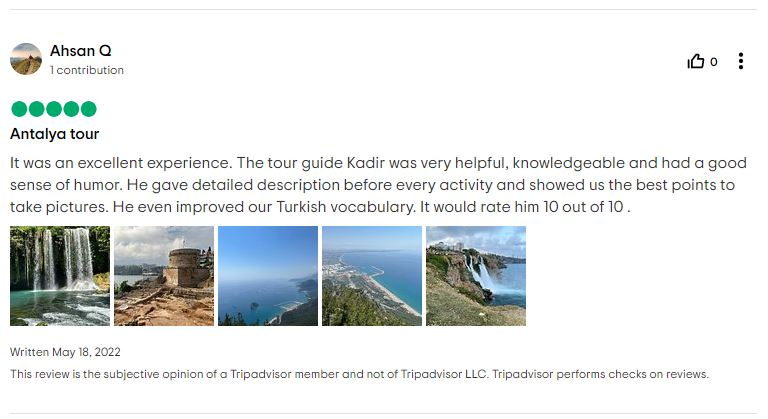 Ahsan Q
1 contribution
0
Antalya tour
It was an excellent experience. The tour guide Kadir was very helpful, knowledgeable and had a good
sense of humor. He gave detailed description before every activity and showed us the best points to
take pictures. He even improved our Turkish vocabulary. It would rate him 10 out of 10 .
Written May 18, 2022
This review is the subjective opinion of a Tripadvisor member and not of Tripadvisor LLC. Tripadvisor performs checks on reviews.